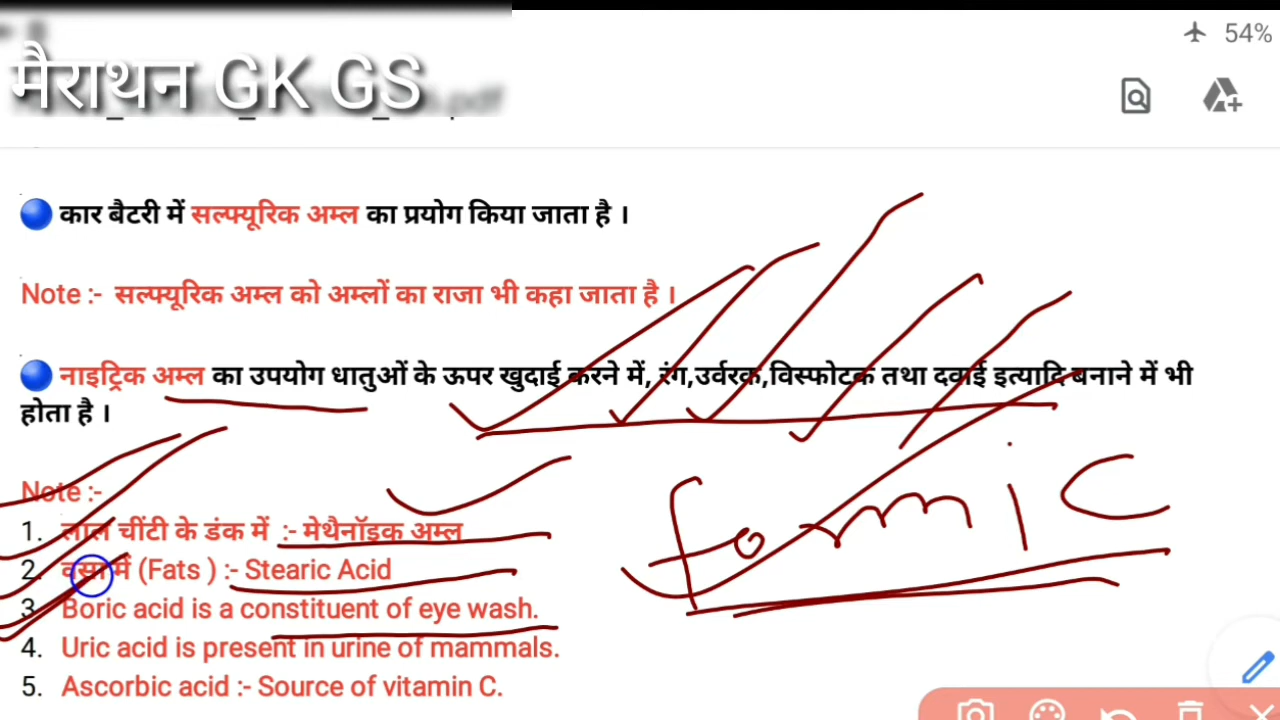 54%
मैराथन GK GS
.pdf
कार बैटरी में सल्फ्यूरिक अम्ल का प्रयोग किया जाता है ।
Note :- सल्फ्यूरिक अम्ल को अम्लों का राजा भी कहा जाता है ।
नाइट्रिक अम्ल का उपयोग धातुओं के ऊपर खुदाई करने में, रंग,उर्वरक,विस्फोटक तथा दवाई इत्यादि बनाने में भी
होता है ।
Note :-
1. लाल चींटी के डंक में :- मेथैनॉइक अम्ल
2. वसा में (Fats ) :- Stearic Acid
3. Boric acid is a constituent of eye wash.
4. Uric acid is present in urine of mammals.
5. Ascorbic acid :- Source of vitamin C.
formic